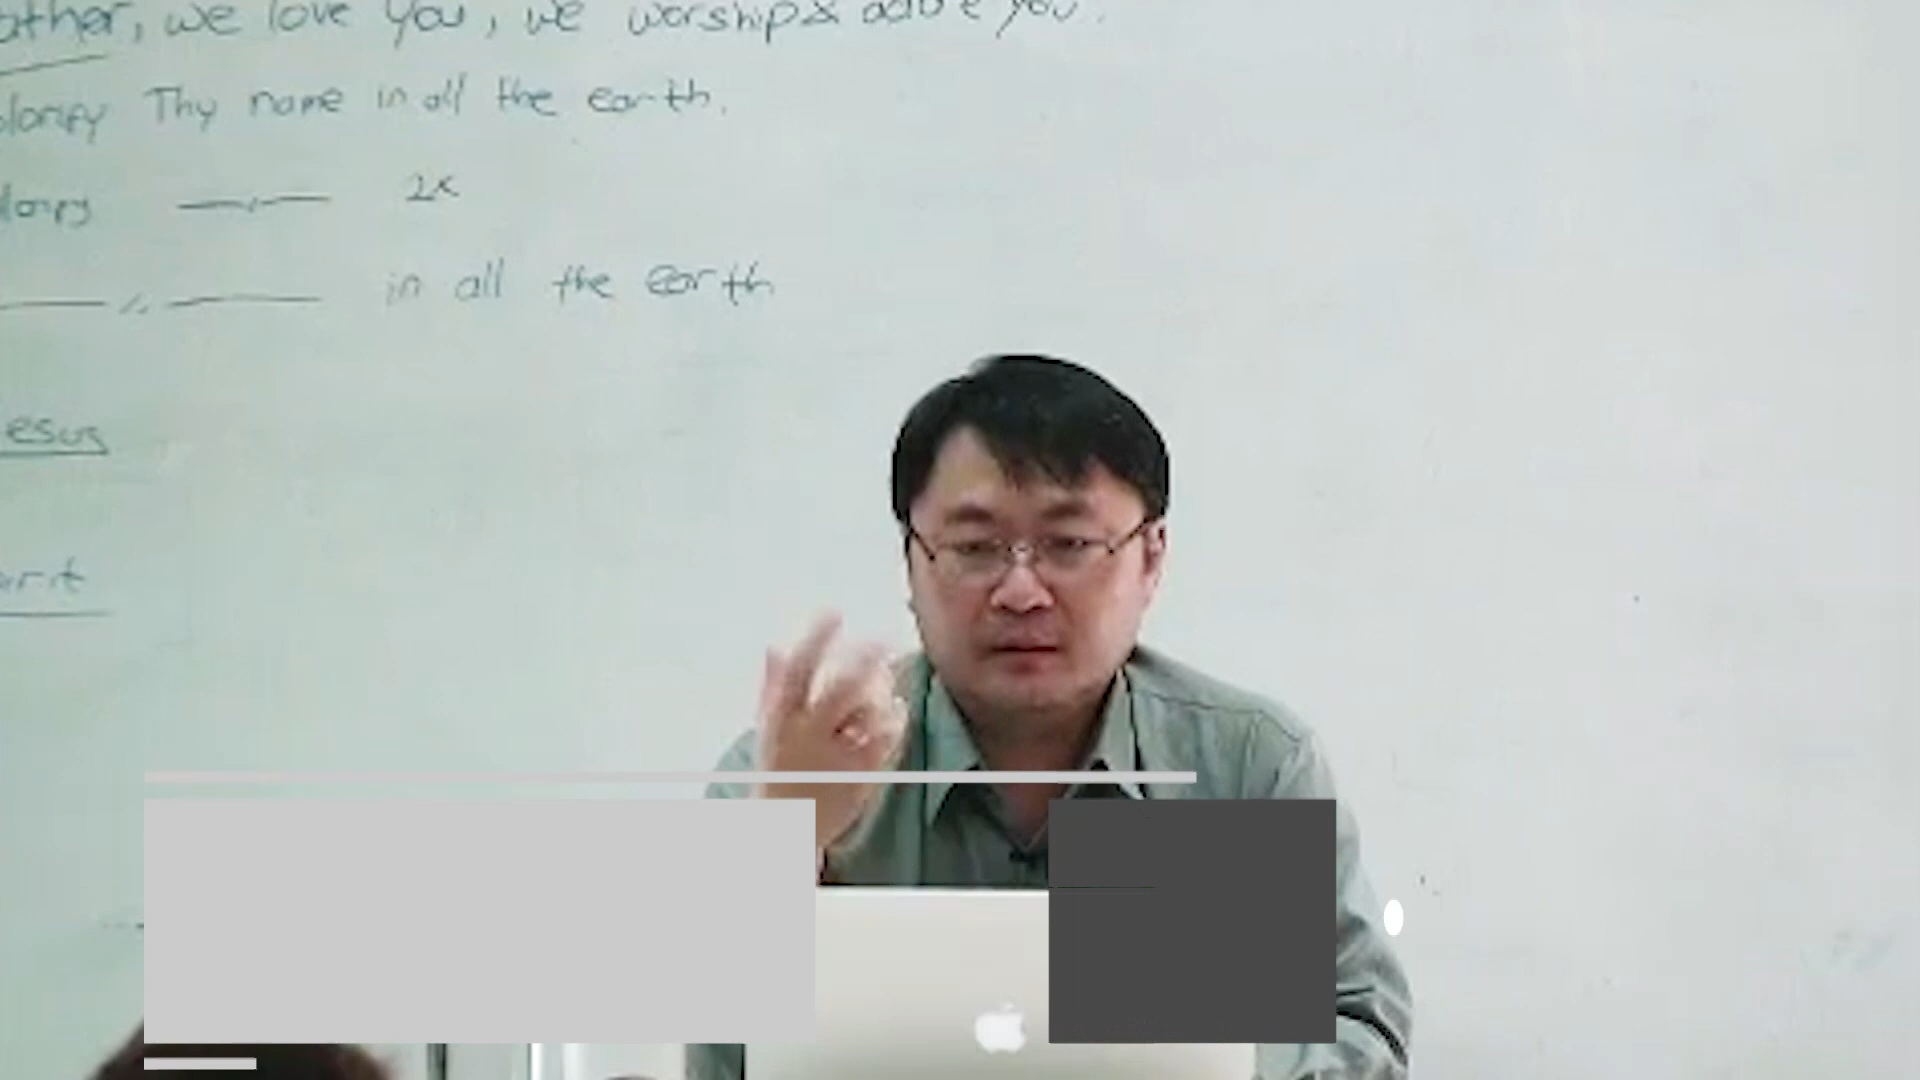 ather, we love You, we worship & adore you.
lorify Thy name in all the earth.
lorify 2x
in all the earth
esus
irit